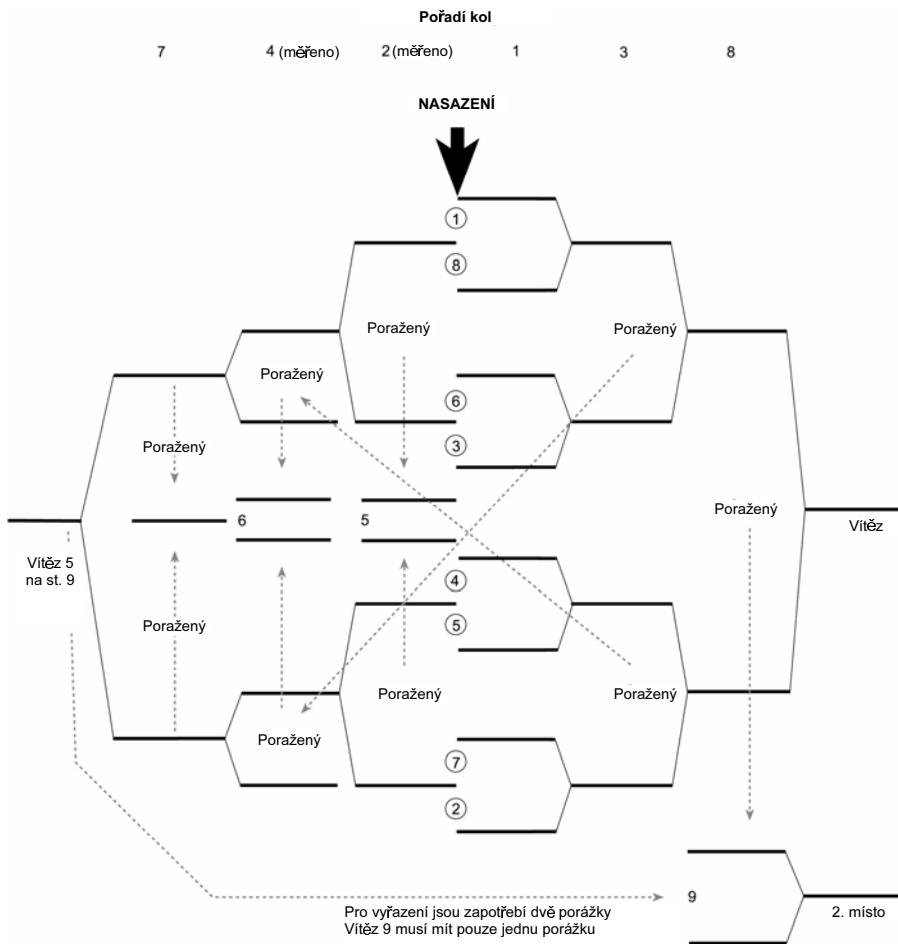 Pořadí kol
7 4 (měřeno) 2 (měřeno) 1 3 8
NASAZENÍ
1
8
Poražený Poražený
Poražený
6
3
Poražený
6 5
Poražený
Vítěz
Vítěz 5
na st. 9
4
5
Poražený
Poražený Poražený
Poražený
7
2
9
Pro vyřazení jsou zapotřebí dvě porážky
Vítěz 9 musí mít pouze jednu porážku
2. místo